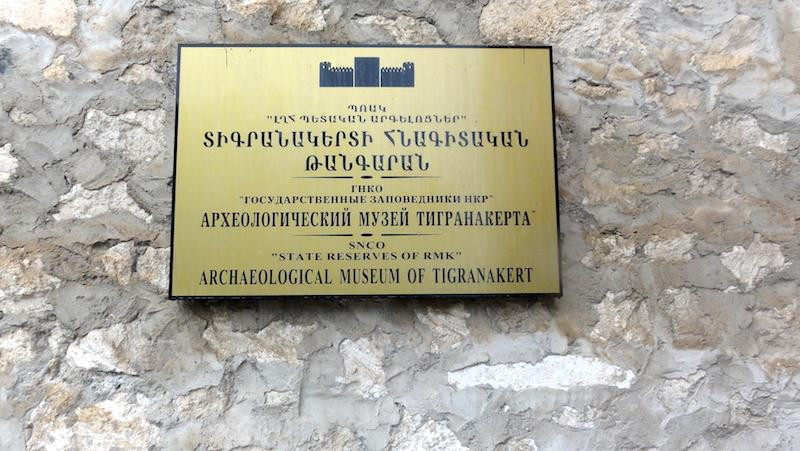 ՊՈԱԿ
"ԼՂՀ ՊԵՏԱԿԱՆ ԱՐԳԵԼՈՑՆԵՐ"
ՏԻԳՐԱՆԱԿԵՐՏԻ ՀՆԱԳԻՏԱԿԱՆ
ԹԱՆԳԱՐԱՆ
ГНКО
"ГОСУДАРСТВЕННЫЕ ЗАПОВЕДНИКИ НКР"
АРХЕОЛОГИЧЕСКИЙ МУЗЕЙ ТИГРАНАКЕРТА
SNCO
"STATE RESERVES OF RMK"
ARCHAEOLOGICAL MUSEUM OF TIGRANAKERT